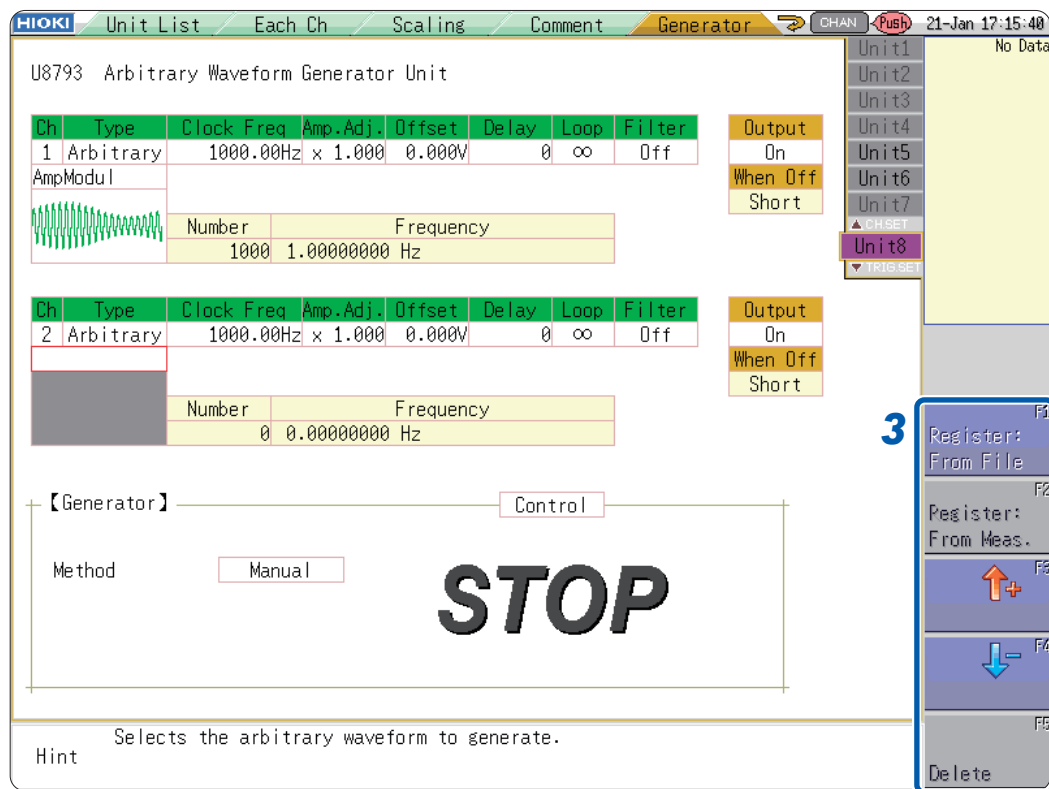 HIOKI Unit List Each Ch Scaling Comment Generator CHAN Push 21-Jan 17:15:40
Unit1 No Data
U8793 Arbitrary Waveform Generator Unit
Unit2
Unit3
Ch Type Clock Freq Amp.Adj. Offset Delay Loop Filter Output Unit4
1 Arbitrary 1000.00Hz x 1.000 0.000V 0 ∞ Off On Unit5
AmpModul When Off Unit6
Short Unit7
Number Frequency ▲ CH.SET
1000 1.00000000 Hz Unit8
▼ TRIG.SET
Ch Type Clock Freq Amp.Adj. Offset Delay Loop Filter Output
2 Arbitrary 1000.00Hz x 1.000 0.000V 0 ∞ Off On
When Off
Short
Number Frequency
0 0.00000000 Hz
3
F1
Register:
From File
F2
Register:
From Meas.
【Generator】 Control
Method Manual STOP
F3
+
F4
-
F5
Delete
Selects the arbitrary waveform to generate.
Hint